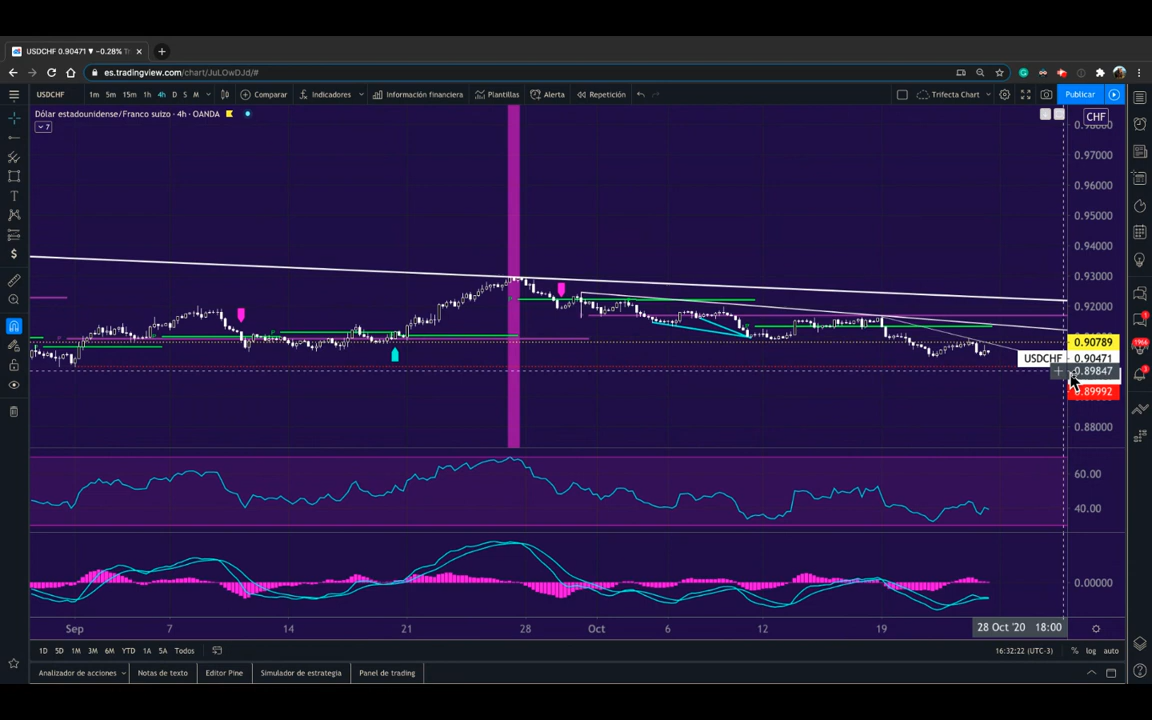 USDCHF 0.90471 ▼ −0.28% T
es.tradingview.com/chart/JuLOwDJd/#
USDCHF 1m 5m 15m 1h 4h D S M Comparar Indicadores Información financiera Plantillas Alerta Repetición Trifecta Chart Publicar
Dólar estadounidense/Franco suizo · 4h · OANDA
7
CHF
0.97000
0.96000
0.95000
0.94000
0.93000
0.92000
0.90789
USDCHF 0.90471
0.89847
0.89992
0.88000
60.00
40.00
0.00000
Sep 7 14 21 28 Oct 6 12 19 28 Oct '20 18:00
1D 5D 1M 3M 6M YTD 1A 5A Todos 16:32:22 (UTC-3) % log auto
Analizador de acciones Notas de texto Editor Pine Simulador de estrategia Panel de trading